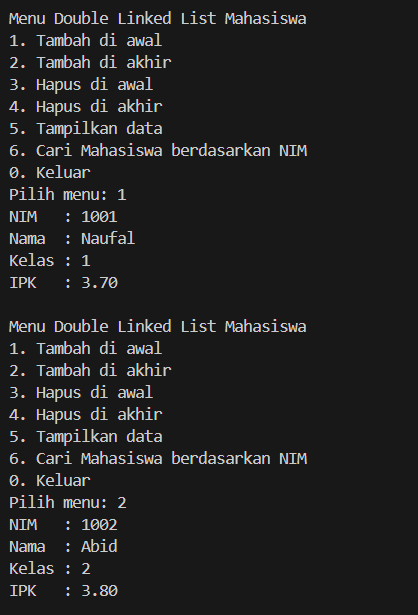 Menu Double Linked List Mahasiswa
1. Tambah di awal
2. Tambah di akhir
3. Hapus di awal
4. Hapus di akhir
5. Tampilkan data
6. Cari Mahasiswa berdasarkan NIM
0. Keluar
Pilih menu: 1
NIM   : 1001
Nama  : Naufal
Kelas : 1
IPK   : 3.70

Menu Double Linked List Mahasiswa
1. Tambah di awal
2. Tambah di akhir
3. Hapus di awal
4. Hapus di akhir
5. Tampilkan data
6. Cari Mahasiswa berdasarkan NIM
0. Keluar
Pilih menu: 2
NIM   : 1002
Nama  : Abid
Kelas : 2
IPK   : 3.80